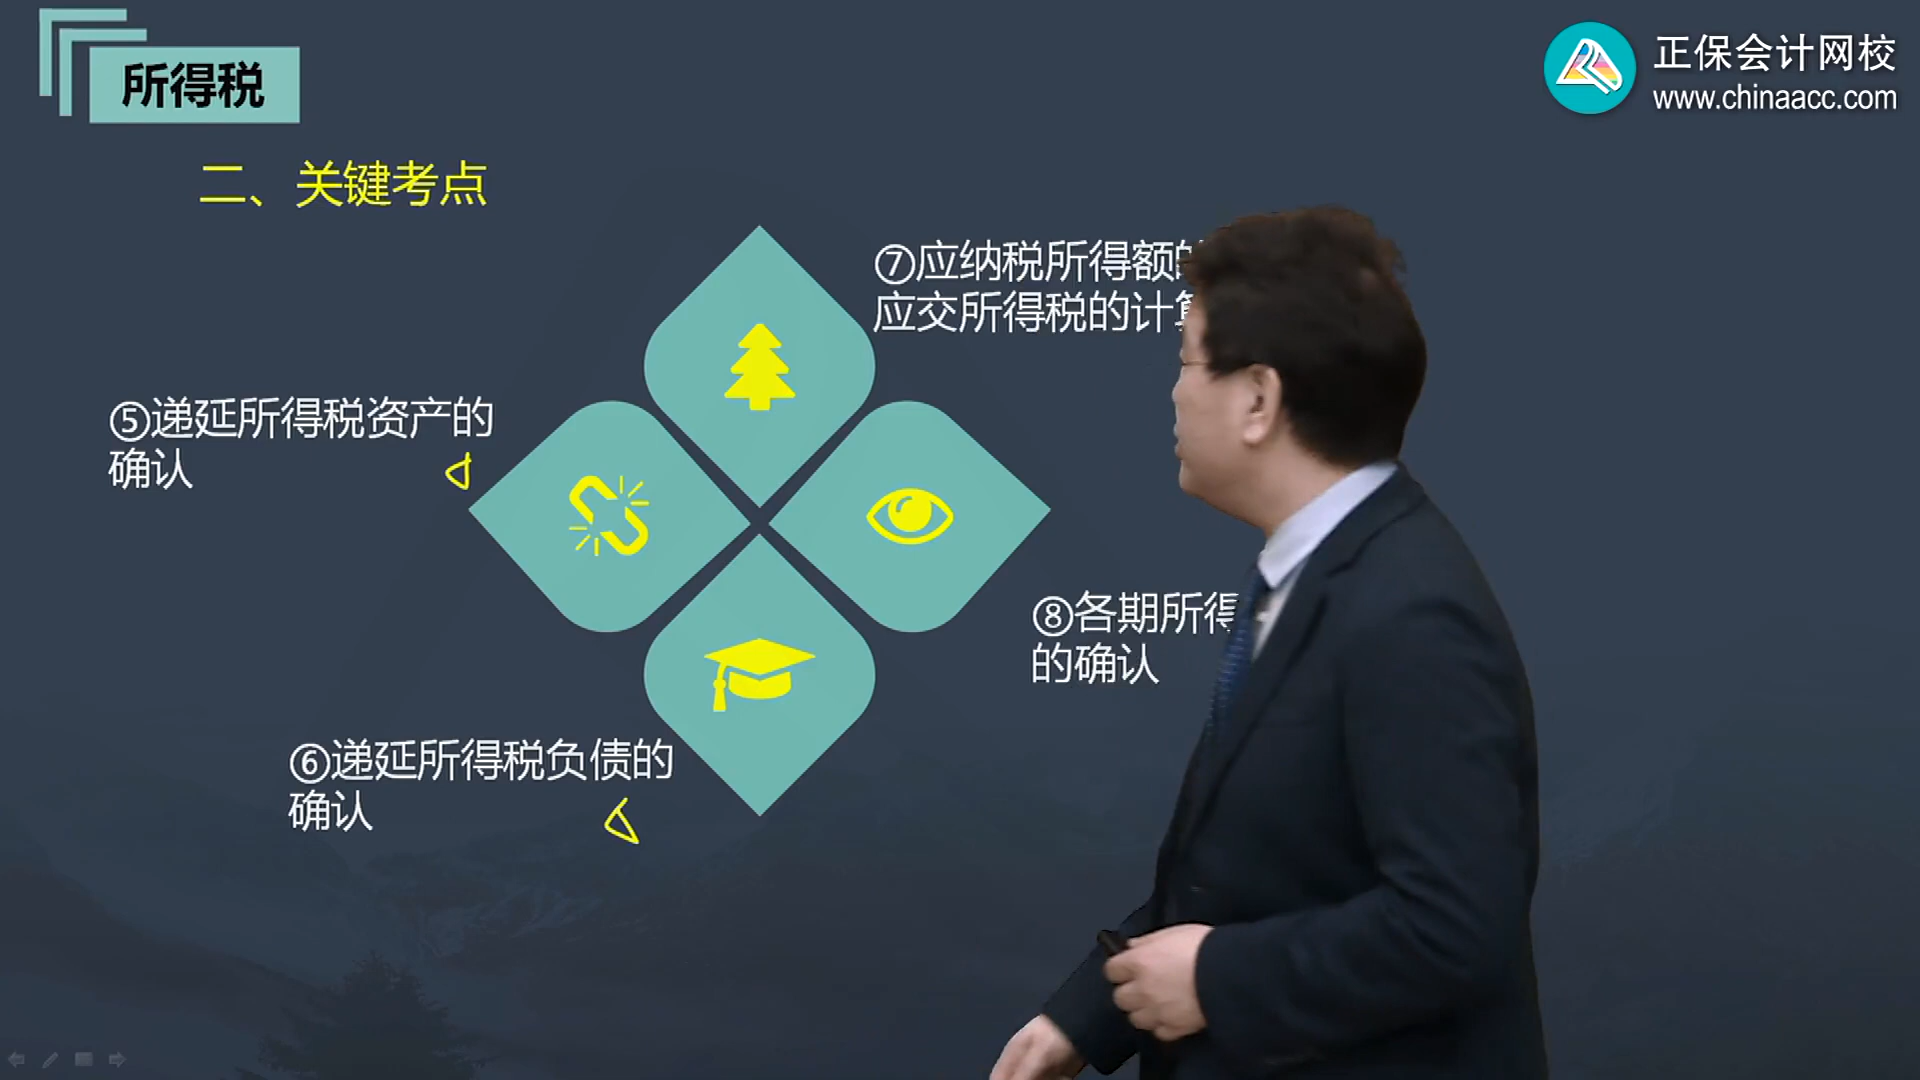 所得税
正保会计网校
www.chinaacc.com
二、关键考点
⑦应纳税所得额
应交所得税的计算
⑤递延所得税资产的
确认
⑧各期所得
的确认
⑥递延所得税负债的
确认